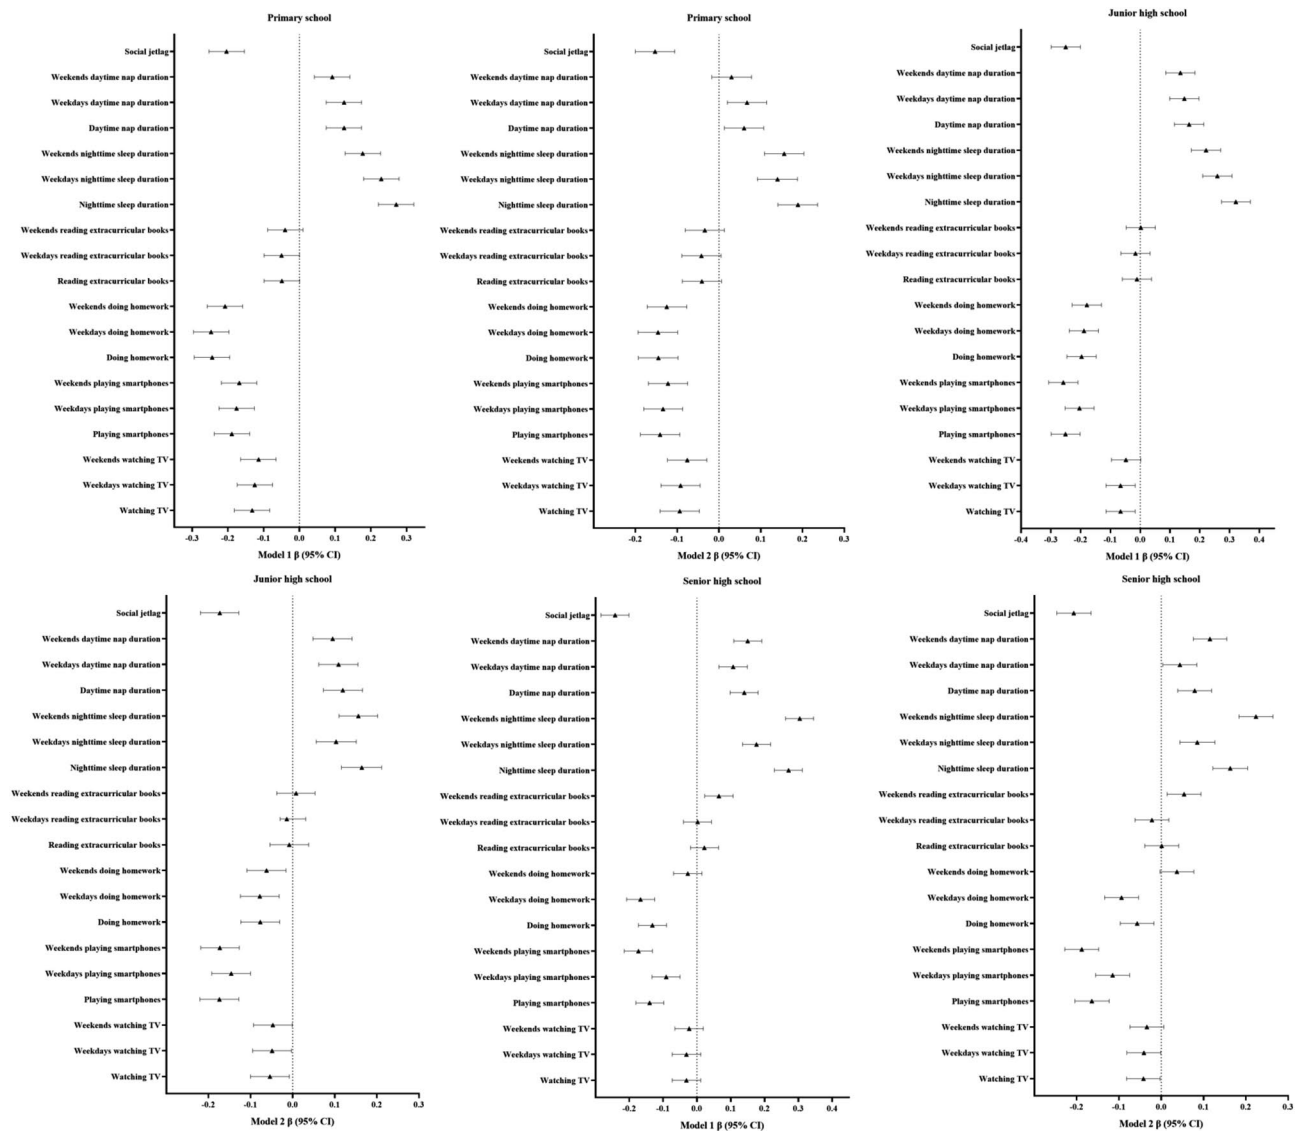 Primary school
Social jetlag
Weekends daytime nap duration
Weekdays daytime nap duration
Daytime nap duration
Weekends nighttime sleep duration
Weekdays nighttime sleep duration
Nighttime sleep duration
Weekends reading extracurricular books
Weekdays reading extracurricular books
Reading extracurricular books
Weekends doing homework
Weekdays doing homework
Doing homework
Weekends playing smartphones
Weekdays playing smartphones
Playing smartphones
Weekends watching TV
Weekdays watching TV
Watching TV
-0.3 -0.2 -0.1 0.0 0.1 0.2 0.3
Model 1 β (95% CI)
Primary school
Social jetlag
Weekends daytime nap duration
Weekdays daytime nap duration
Daytime nap duration
Weekends nighttime sleep duration
Weekdays nighttime sleep duration
Nighttime sleep duration
Weekends reading extracurricular books
Weekdays reading extracurricular books
Reading extracurricular books
Weekends doing homework
Weekdays doing homework
Doing homework
Weekends playing smartphones
Weekdays playing smartphones
Playing smartphones
Weekends watching TV
Weekdays watching TV
Watching TV
-0.2 -0.1 0.0 0.1 0.2 0.3
Model 2 β (95% CI)
Junior high school
Social jetlag
Weekends daytime nap duration
Weekdays daytime nap duration
Daytime nap duration
Weekends nighttime sleep duration
Weekdays nighttime sleep duration
Nighttime sleep duration
Weekends reading extracurricular books
Weekdays reading extracurricular books
Reading extracurricular books
Weekends doing homework
Weekdays doing homework
Doing homework
Weekends playing smartphones
Weekdays playing smartphones
Playing smartphones
Weekends watching TV
Weekdays watching TV
Watching TV
-0.4 -0.3 -0.2 -0.1 0.0 0.1 0.2 0.3 0.4
Model 1 β (95% CI)
Junior high school
Social jetlag
Weekends daytime nap duration
Weekdays daytime nap duration
Daytime nap duration
Weekends nighttime sleep duration
Weekdays nighttime sleep duration
Nighttime sleep duration
Weekends reading extracurricular books
Weekdays reading extracurricular books
Reading extracurricular books
Weekends doing homework
Weekdays doing homework
Doing homework
Weekends playing smartphones
Weekdays playing smartphones
Playing smartphones
Weekends watching TV
Weekdays watching TV
Watching TV
-0.2 -0.1 0.0 0.1 0.2 0.3
Model 2 β (95% CI)
Senior high school
Social jetlag
Weekends daytime nap duration
Weekdays daytime nap duration
Daytime nap duration
Weekends nighttime sleep duration
Weekdays nighttime sleep duration
Nighttime sleep duration
Weekends reading extracurricular books
Weekdays reading extracurricular books
Reading extracurricular books
Weekends doing homework
Weekdays doing homework
Doing homework
Weekends playing smartphones
Weekdays playing smartphones
Playing smartphones
Weekends watching TV
Weekdays watching TV
Watching TV
-0.2 -0.1 0.0 0.1 0.2 0.3 0.4
Model 1 β (95% CI)
Senior high school
Social jetlag
Weekends daytime nap duration
Weekdays daytime nap duration
Daytime nap duration
Weekends nighttime sleep duration
Weekdays nighttime sleep duration
Nighttime sleep duration
Weekends reading extracurricular books
Weekdays reading extracurricular books
Reading extracurricular books
Weekends doing homework
Weekdays doing homework
Doing homework
Weekends playing smartphones
Weekdays playing smartphones
Playing smartphones
Weekends watching TV
Weekdays watching TV
Watching TV
-0.2 -0.1 0.0 0.1 0.2 0.3
Model 2 β (95% CI)